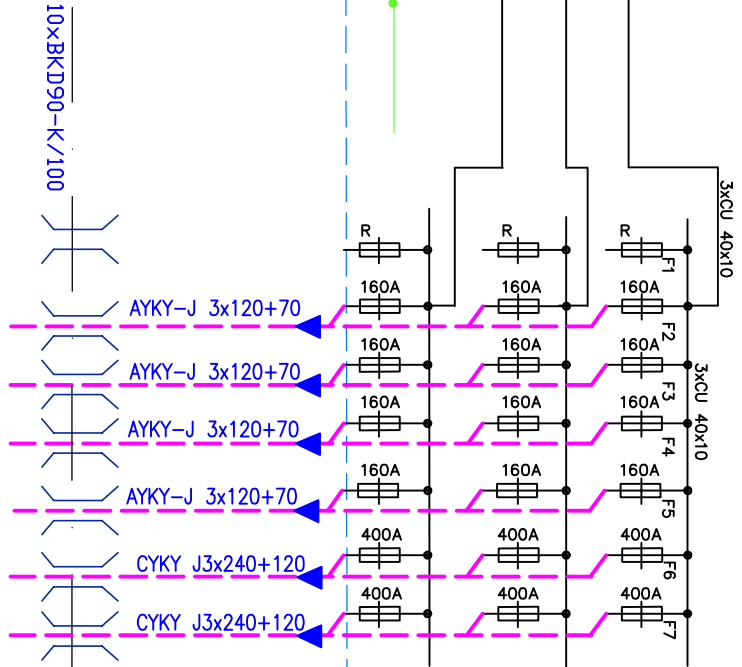 10xBKD90-K/100
3xCU 40x10
R R R F1
160A 160A 160A F2
AYKY-J 3x120+70
3xCU 40x10
160A 160A 160A F3
AYKY-J 3x120+70
160A 160A 160A F4
AYKY-J 3x120+70
160A 160A 160A F5
AYKY-J 3x120+70
400A 400A 400A F6
CYKY J3x240+120
400A 400A 400A F7
CYKY J3x240+120